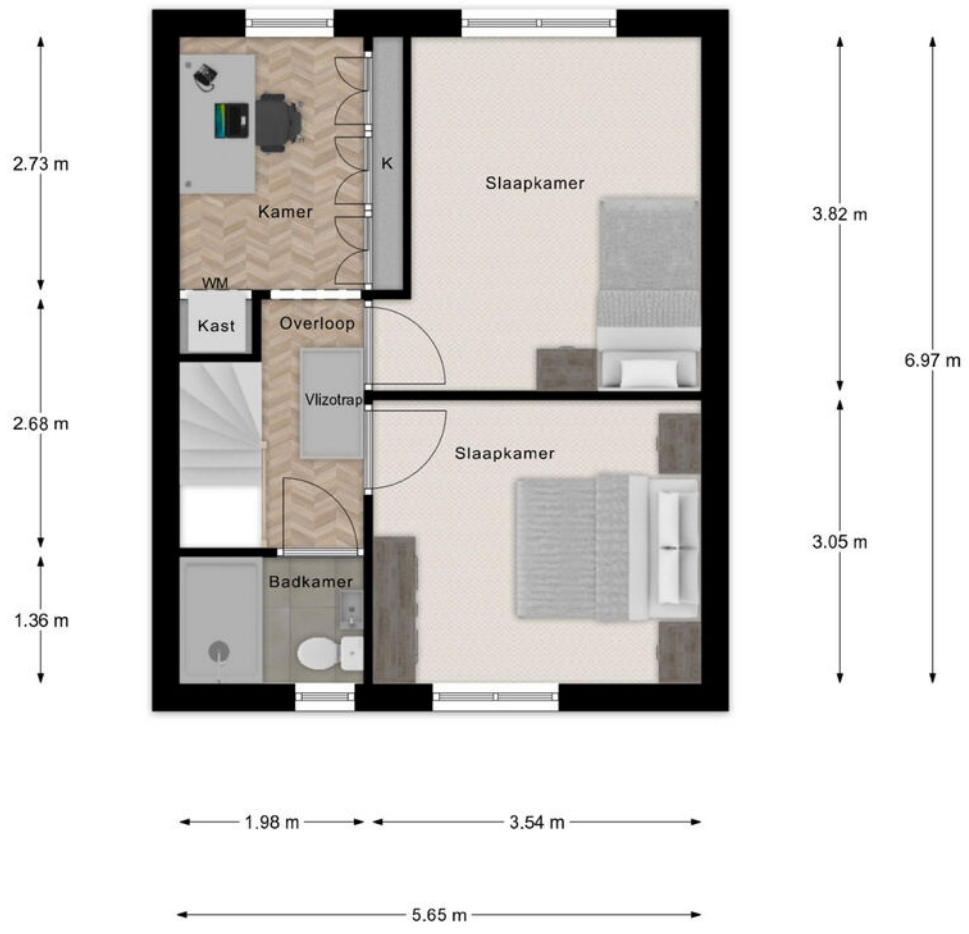 2.73 m
K
Slaapkamer
Kamer
3.82 m
WM
Kast
Overloop
6.97 m
Vlizotrap
2.68 m
Slaapkamer
3.05 m
Badkamer
1.36 m
1.98 m
3.54 m
5.65 m